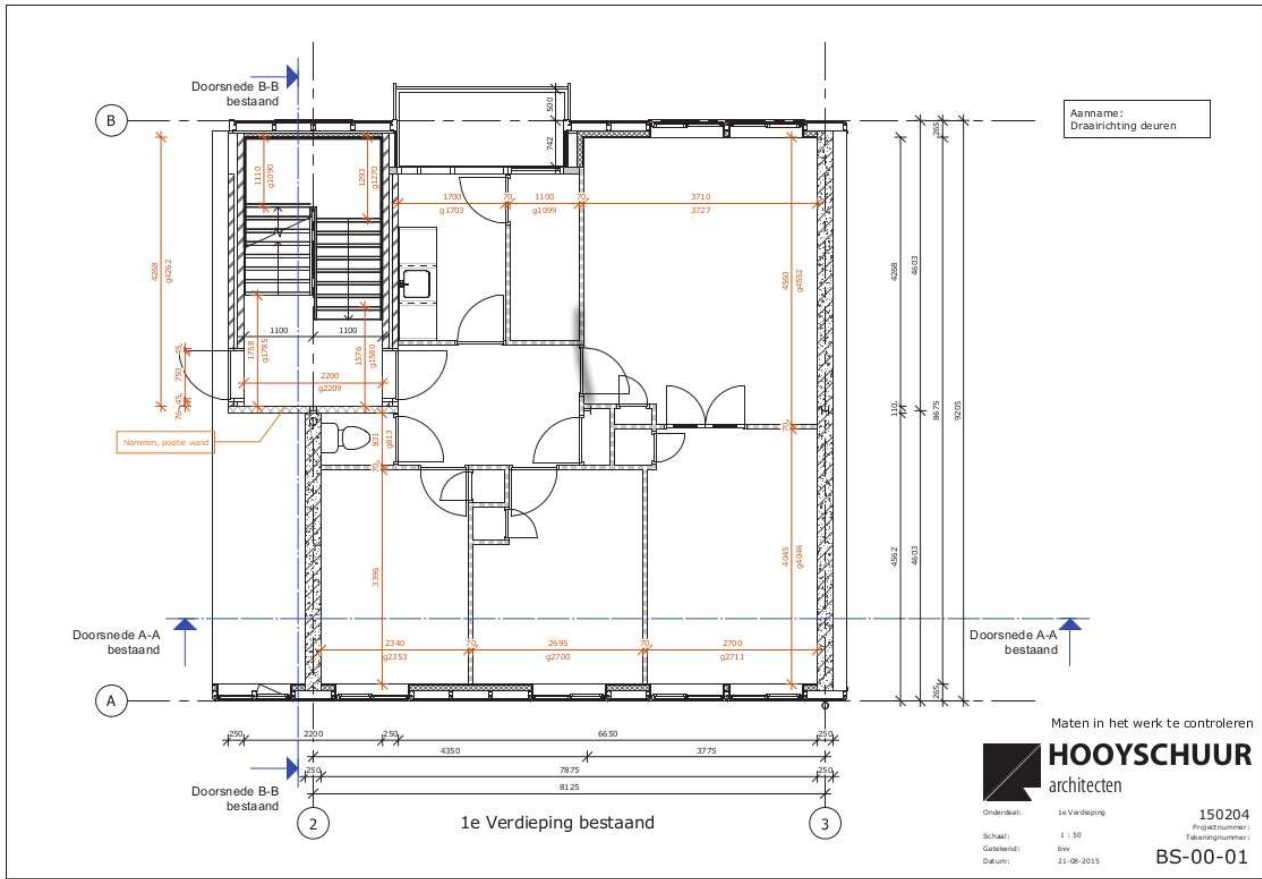 Doorsnede B-B
bestaand
B
Aanname:
Draairichting deuren
500
742
265
1110
g1090
1293
g1270
1700
70
1100
70
3710
g1703
g1099
3727
4268
g4262
4560
g4552
4268
4603
1100
1100
1758
g1785
1576
g1580
45
750
45
76
2200
g2209
110
8675
9205
Nameten, positie wand
831
g813
70
70
3396
4045
g4046
4562
4603
Doorsnede A-A
bestaand
Doorsnede A-A
bestaand
2340
70
2695
70
2700
g2353
g2700
g2711
A
265
250
2200
250
6650
250
4350
3775
250
7875
250
8125
Doorsnede B-B
bestaand
2
1e Verdieping bestaand
3
Maten in het werk te controleren
HOOYSCHUUR
architecten
Onderdeel:
1e Verdieping
150204
Projectnummer:
Schaal:
1 : 50
Tekeningnummer:
Getekend:
bvv
BS-00-01
Datum:
21-08-2015